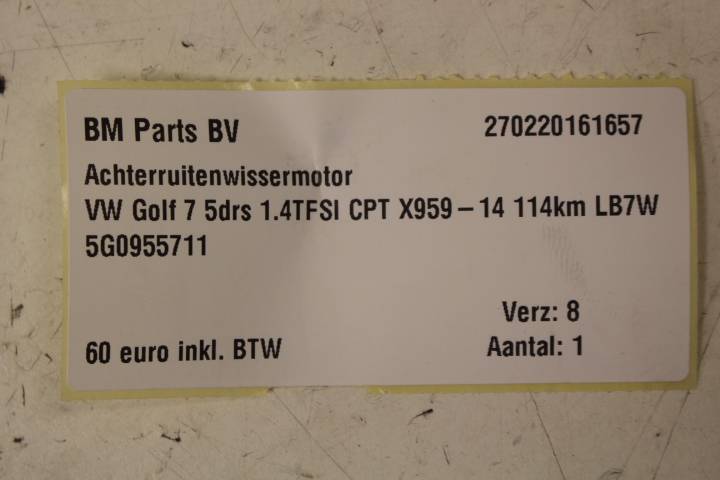 BM Parts BV 270220161657
Achterruitenwissermotor
VW Golf 7 5drs 1.4TFSI CPT X959-14 114km LB7W
5G0955711
Verz: 8
60 euro inkl. BTW Aantal: 1